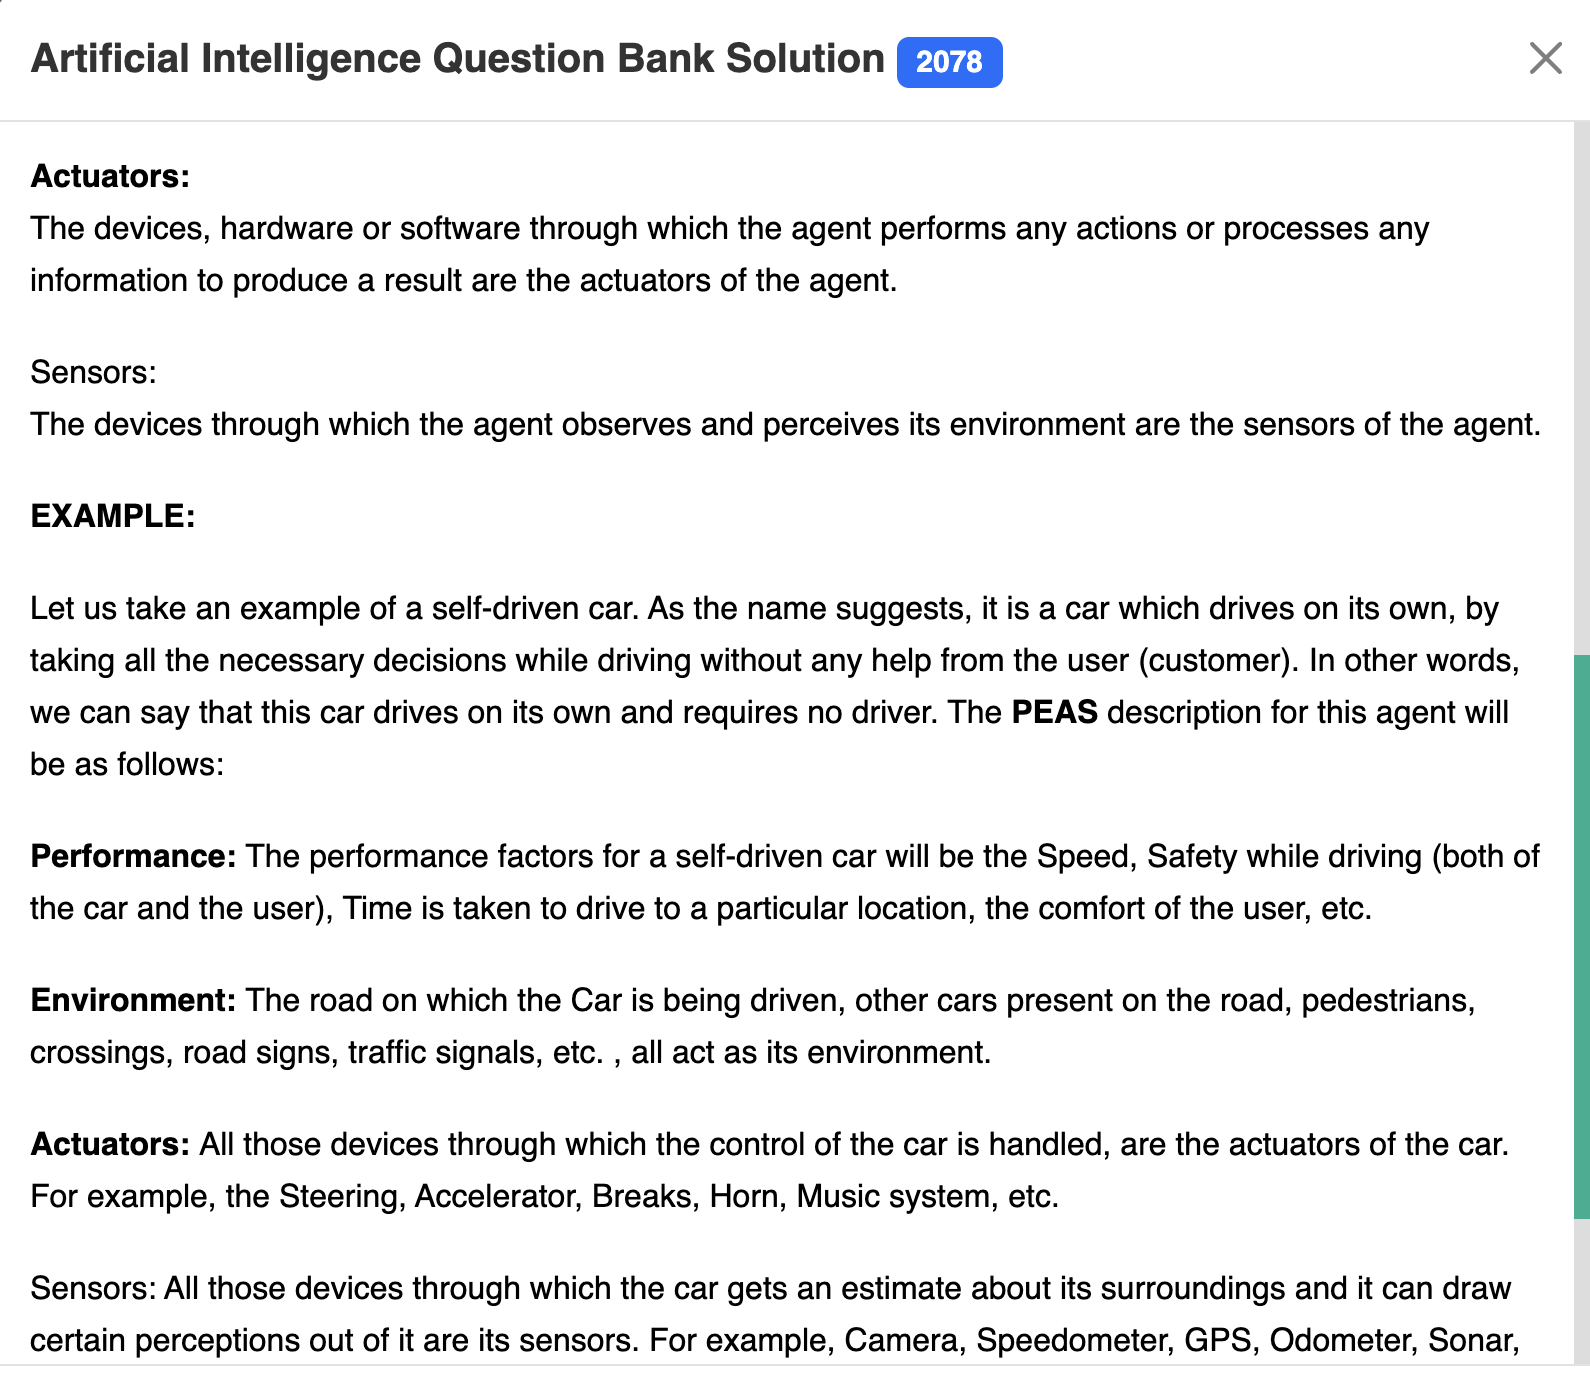 Artificial Intelligence Question Bank Solution 2078
Actuators:
The devices, hardware or software through which the agent performs any actions or processes any
information to produce a result are the actuators of the agent.
Sensors:
The devices through which the agent observes and perceives its environment are the sensors of the agent.
EXAMPLE:
Let us take an example of a self-driven car. As the name suggests, it is a car which drives on its own, by
taking all the necessary decisions while driving without any help from the user (customer). In other words,
we can say that this car drives on its own and requires no driver. The PEAS description for this agent will
be as follows:
Performance: The performance factors for a self-driven car will be the Speed, Safety while driving (both of
the car and the user), Time is taken to drive to a particular location, the comfort of the user, etc.
Environment: The road on which the Car is being driven, other cars present on the road, pedestrians,
crossings, road signs, traffic signals, etc. , all act as its environment.
Actuators: All those devices through which the control of the car is handled, are the actuators of the car.
For example, the Steering, Accelerator, Breaks, Horn, Music system, etc.
Sensors: All those devices through which the car gets an estimate about its surroundings and it can draw
certain perceptions out of it are its sensors. For example, Camera, Speedometer, GPS, Odometer, Sonar,